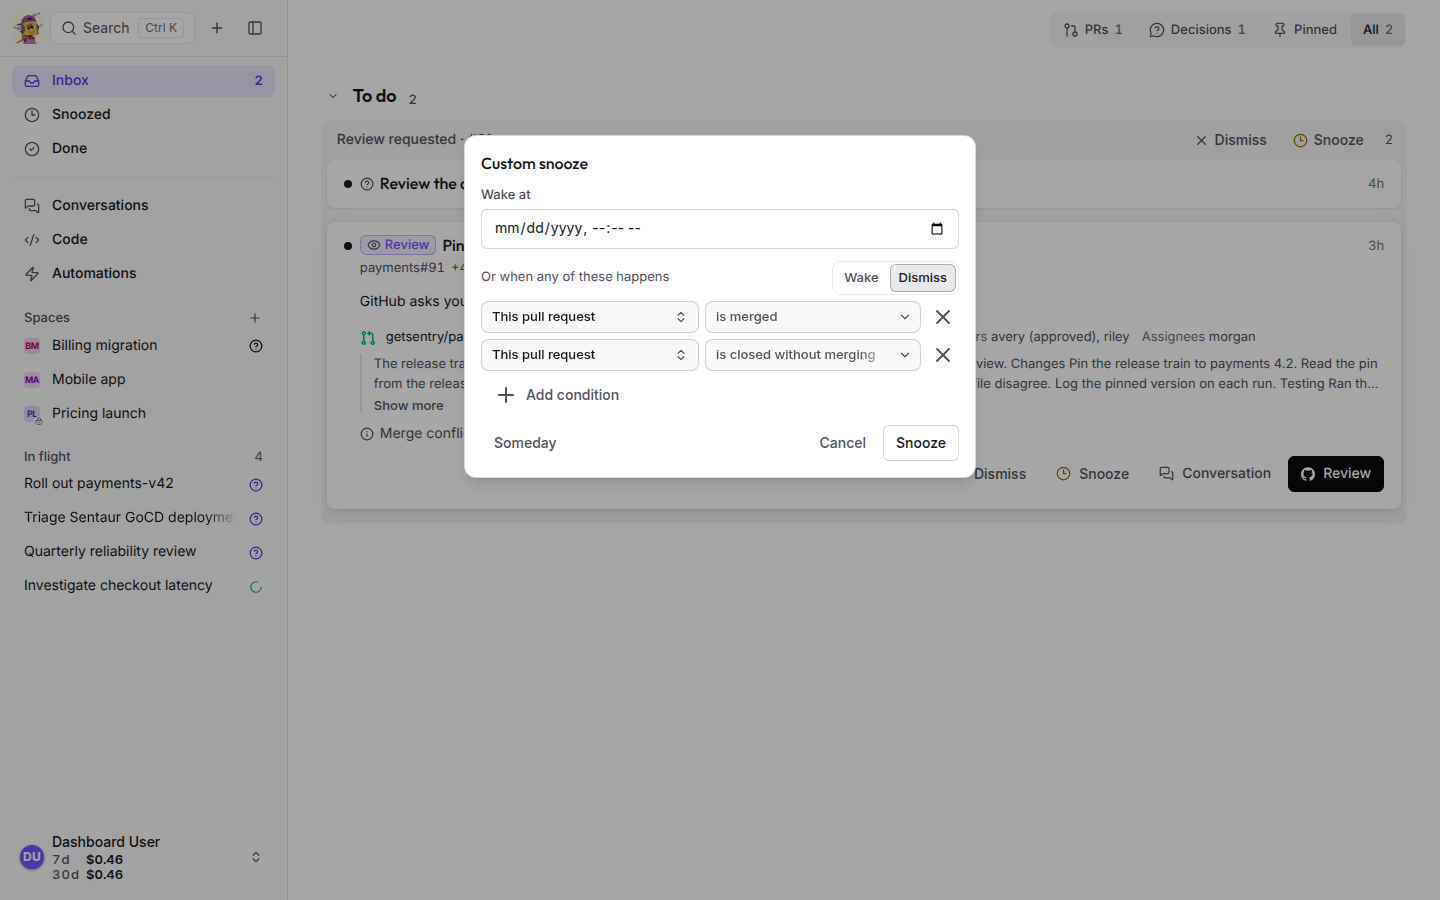 Search Ctrl K
Inbox 2
Snoozed
Done
Conversations
Code
Automations
Spaces
BM Billing migration
MA Mobile app
PL Pricing launch
In flight 4
Roll out payments-v42
Triage Sentaur GoCD deployme
Quarterly reliability review
Investigate checkout latency
DU Dashboard User
7d $0.46
30d $0.46
PRs 1 Decisions 1 Pinned All 2
To do 2
Review requested · Dismiss Snooze 2
Review the 4h
Review Pin 3h
payments#91
GitHub asks you
getsentry/pa avery (approved), riley Assignees morgan
The release tra view. Changes Pin the release train to payments 4.2. Read the pin
from the releas file disagree. Log the pinned version on each run. Testing Ran th...
Show more
Merge confli
Dismiss Snooze Conversation Review
Custom snooze
Wake at
mm/dd/yyyy, --:-- --
Or when any of these happens Wake Dismiss
This pull request is merged
This pull request is closed without merging
Add condition
Someday Cancel Snooze